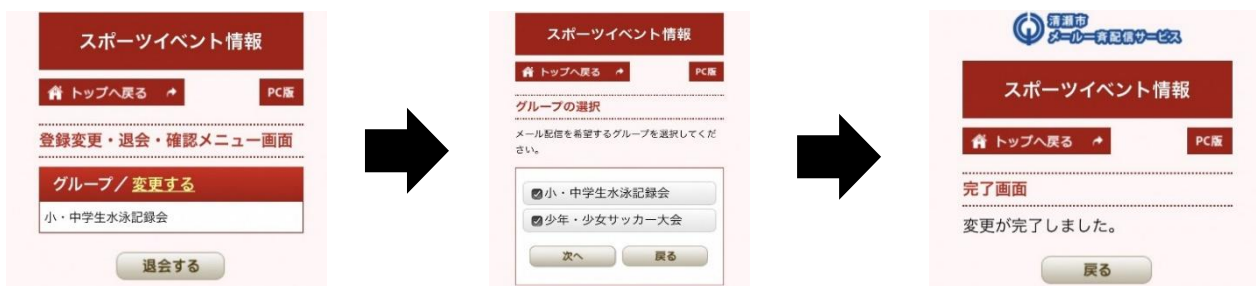 スポーツイベント情報
トップへ戻る
PC版
登録変更・退会・確認メニュー画面
グループ/変更する
小・中学生水泳記録会
退会する
スポーツイベント情報
トップへ戻る
PC版
グループの選択
メール配信を希望するグループを選択してくだ
さい。
小・中学生水泳記録会
少年・少女サッカー大会
次へ
戻る
清瀬市
メール一斉配信サービス
スポーツイベント情報
トップへ戻る
PC版
完了画面
変更が完了しました。
戻る